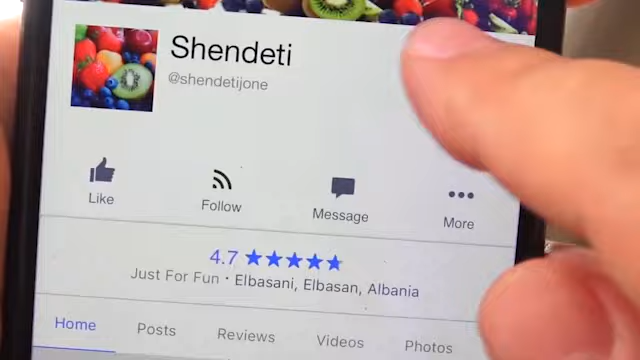 Shendeti
@shendetijone
Like Follow Message More
4.7
Just For Fun · Elbasani, Elbasan, Albania
Home Posts Reviews Videos Photos